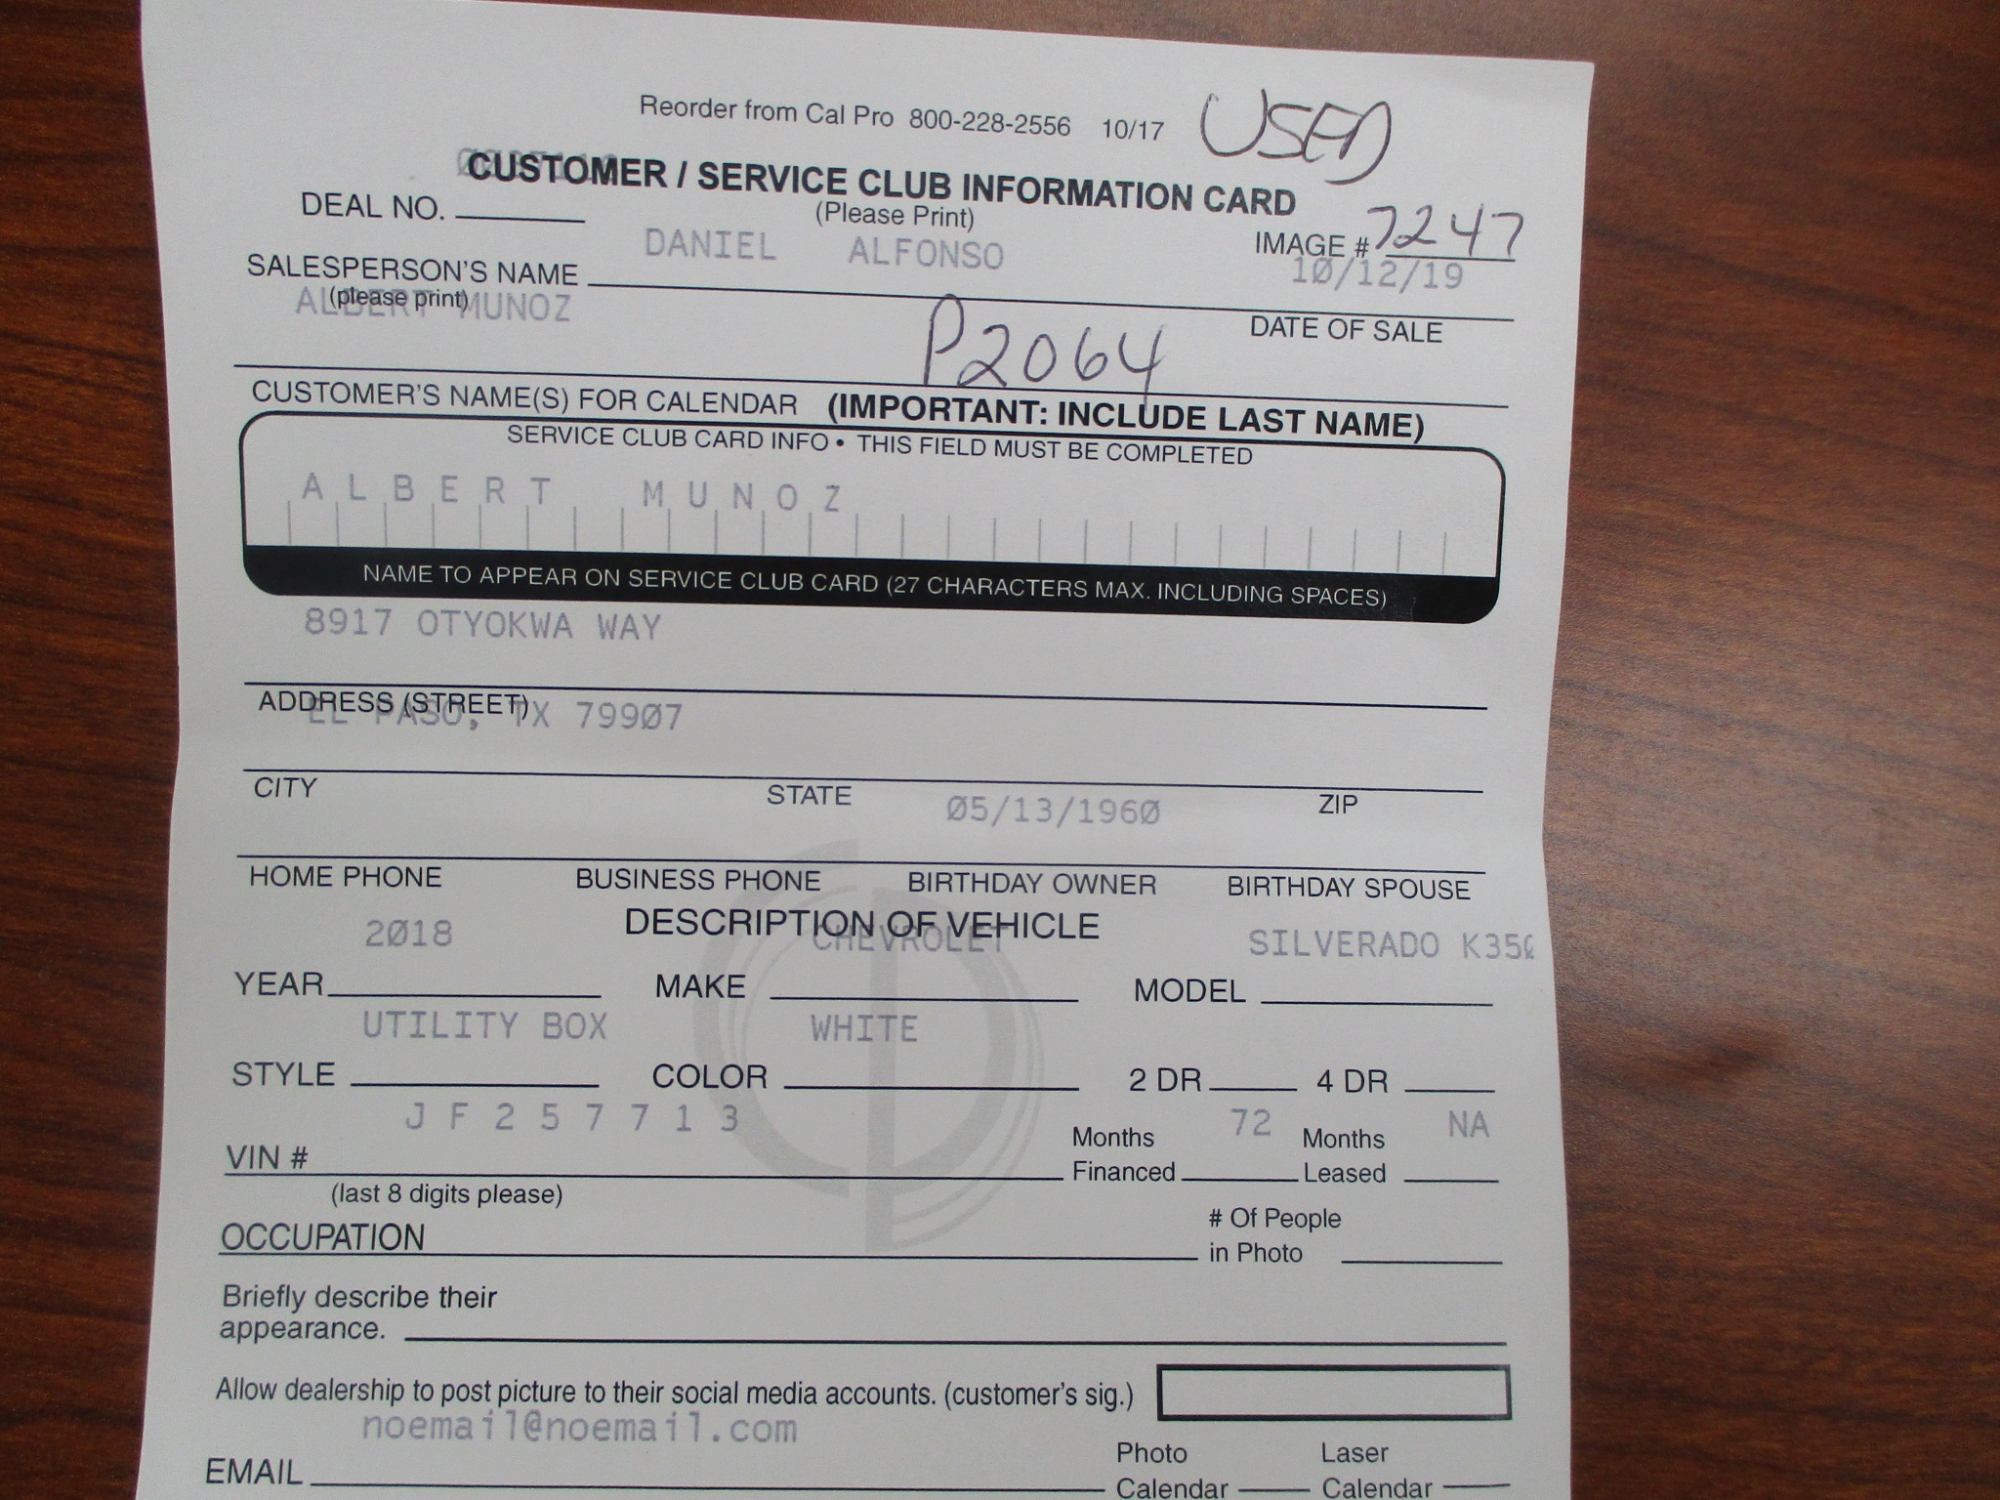 Reorder from Cal Pro 800-228-2556 10/17 USED
CUSTOMER / SERVICE CLUB INFORMATION CARD
DEAL NO. (Please Print)
IMAGE # 7247
DANIEL ALFONSO 10/12/19
SALESPERSON'S NAME
(please print)
ALBERT MUNOZ
DATE OF SALE
P2064
CUSTOMER'S NAME(S) FOR CALENDAR (IMPORTANT: INCLUDE LAST NAME)
SERVICE CLUB CARD INFO • THIS FIELD MUST BE COMPLETED
ALBERT MUNOZ
NAME TO APPEAR ON SERVICE CLUB CARD (27 CHARACTERS MAX. INCLUDING SPACES)
8917 OTYOKWA WAY
ADDRESS (STREET)
EL PASO, TX 79907
CITY STATE ZIP
05/13/1960
HOME PHONE BUSINESS PHONE BIRTHDAY OWNER BIRTHDAY SPOUSE
DESCRIPTION OF VEHICLE
2018 CHEVROLET SILVERADO K350
YEAR MAKE MODEL
UTILITY BOX WHITE
STYLE COLOR 2 DR 4 DR
JF257713 72 NA
VIN # Months Financed Months Leased
(last 8 digits please)
OCCUPATION # Of People in Photo
Briefly describe their
appearance.
Allow dealership to post picture to their social media accounts. (customer's sig.)
noemail@noemail.com
EMAIL Photo Calendar Laser Calendar